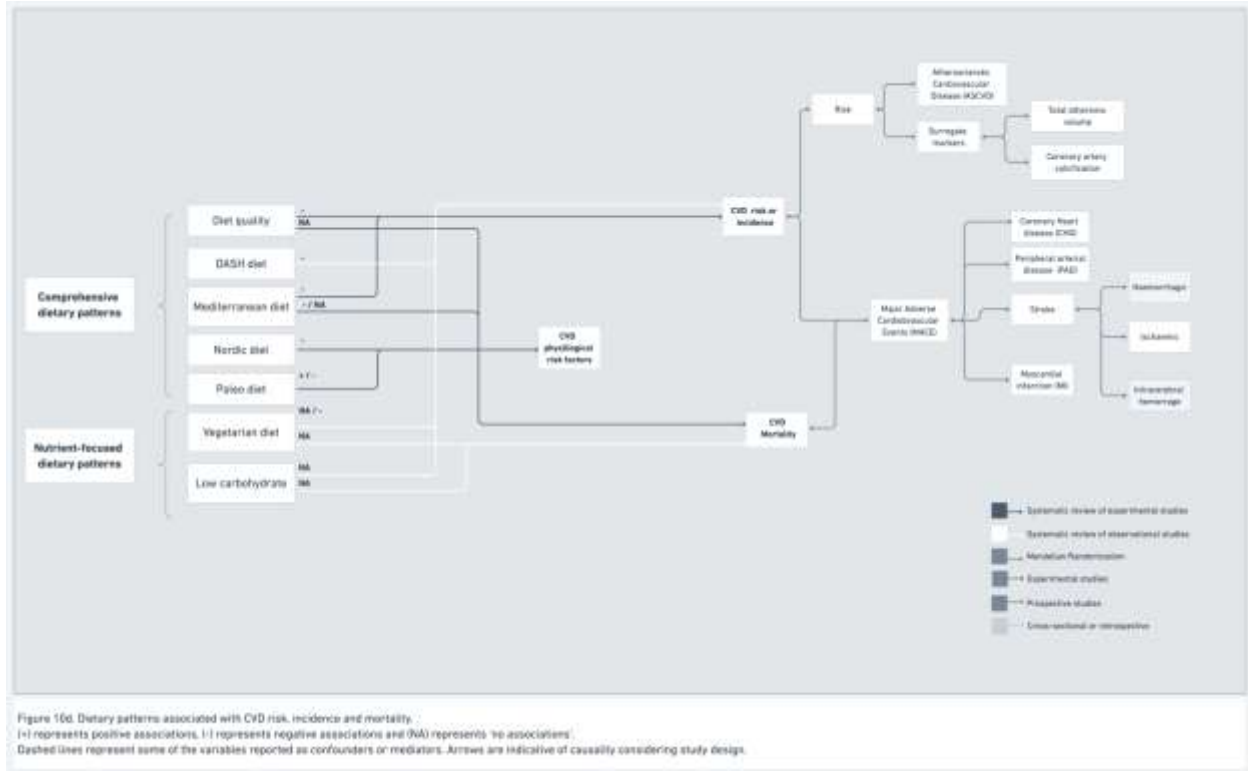 Risk
Atherosclerotic
Cardiovascular
Disease (ASCVD)
Surrogate
markers
Total atheroma
volume
Coronary artery
calcification
CVD risk or
incidence
Comprehensive
dietary patterns
Diet quality
-
NA
DASH diet
-
Mediterranean diet
-
- / NA
Nordic diet
-
Paleo diet
+ / -
CVD
physiological
risk factors
Nutrient-focused
dietary patterns
Vegetarian diet
NA / -
NA
Low carbohydrate
NA
NA
CVD
Mortality
Major Adverse
Cardiovascular
Events (MACE)
Coronary Heart
disease (CHD)
Peripheral arterial
disease (PAD)
Stroke
Myocardial
infarction (MI)
Haemorrhage
Ischaemic
Intracerebral
hemorrhage
Systematic review of experimental studies
Systematic review of observational studies
Mendelian Randomization
Experimental studies
Prospective studies
Cross-sectional or retrospective
Figure 10d. Dietary patterns associated with CVD risk, incidence and mortality.
(+) represents positive associations, (-) represents negative associations and (NA) represents 'no associations'.
Dashed lines represent some of the variables reported as confounders or mediators. Arrows are indicative of causality considering study design.